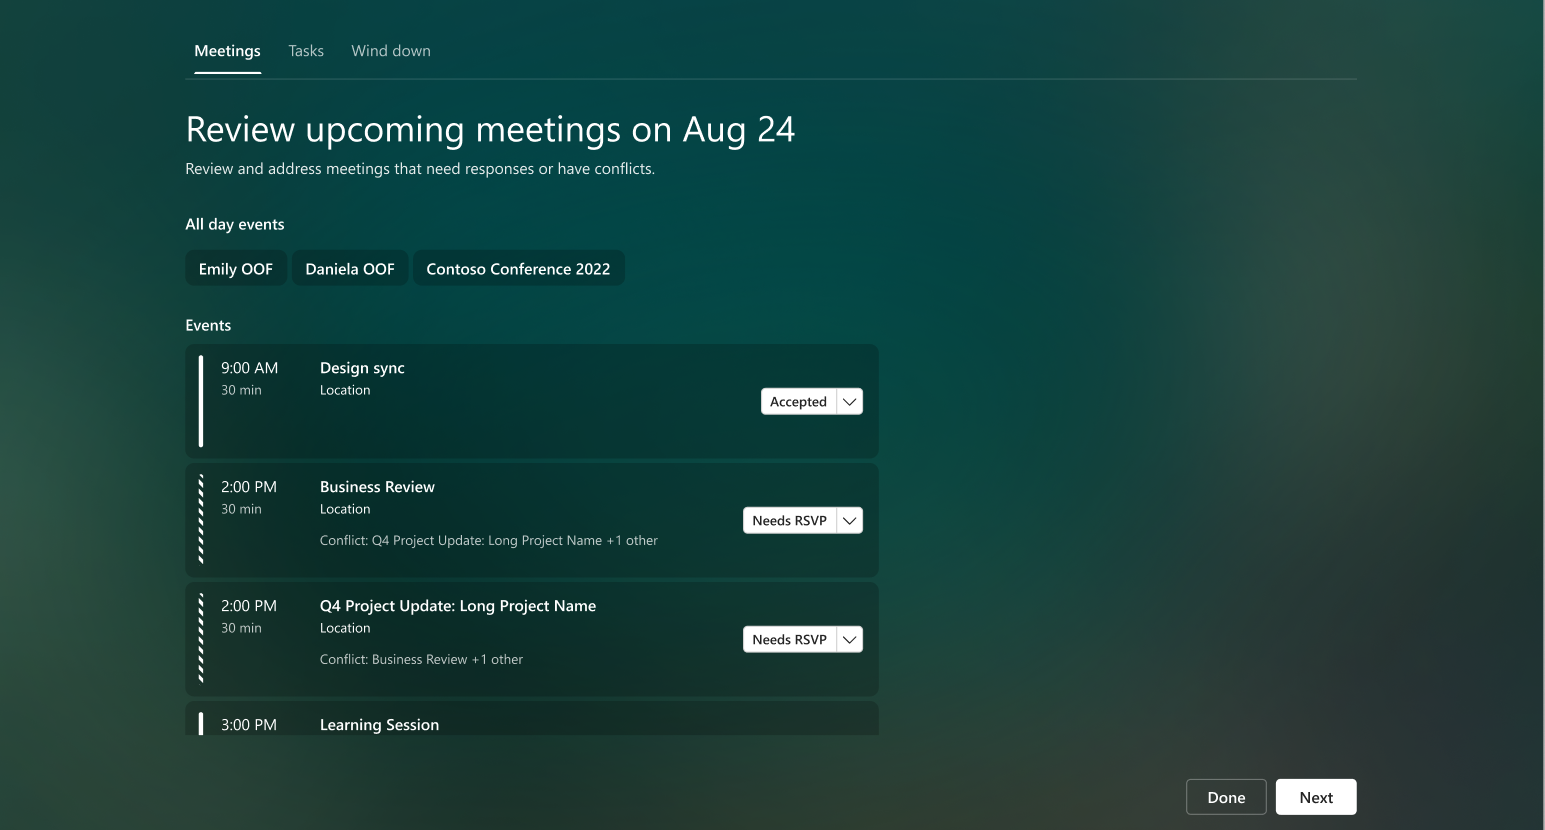 Meetings Tasks Wind down
Review upcoming meetings on Aug 24
Review and address meetings that need responses or have conflicts.
All day events
Emily OOF Daniela OOF Contoso Conference 2022
Events
9:00 AM Design sync
30 min Location
Accepted
2:00 PM Business Review
30 min Location
Needs RSVP
Conflict: Q4 Project Update: Long Project Name +1 other
2:00 PM Q4 Project Update: Long Project Name
30 min Location
Needs RSVP
Conflict: Business Review +1 other
3:00 PM Learning Session
Done Next